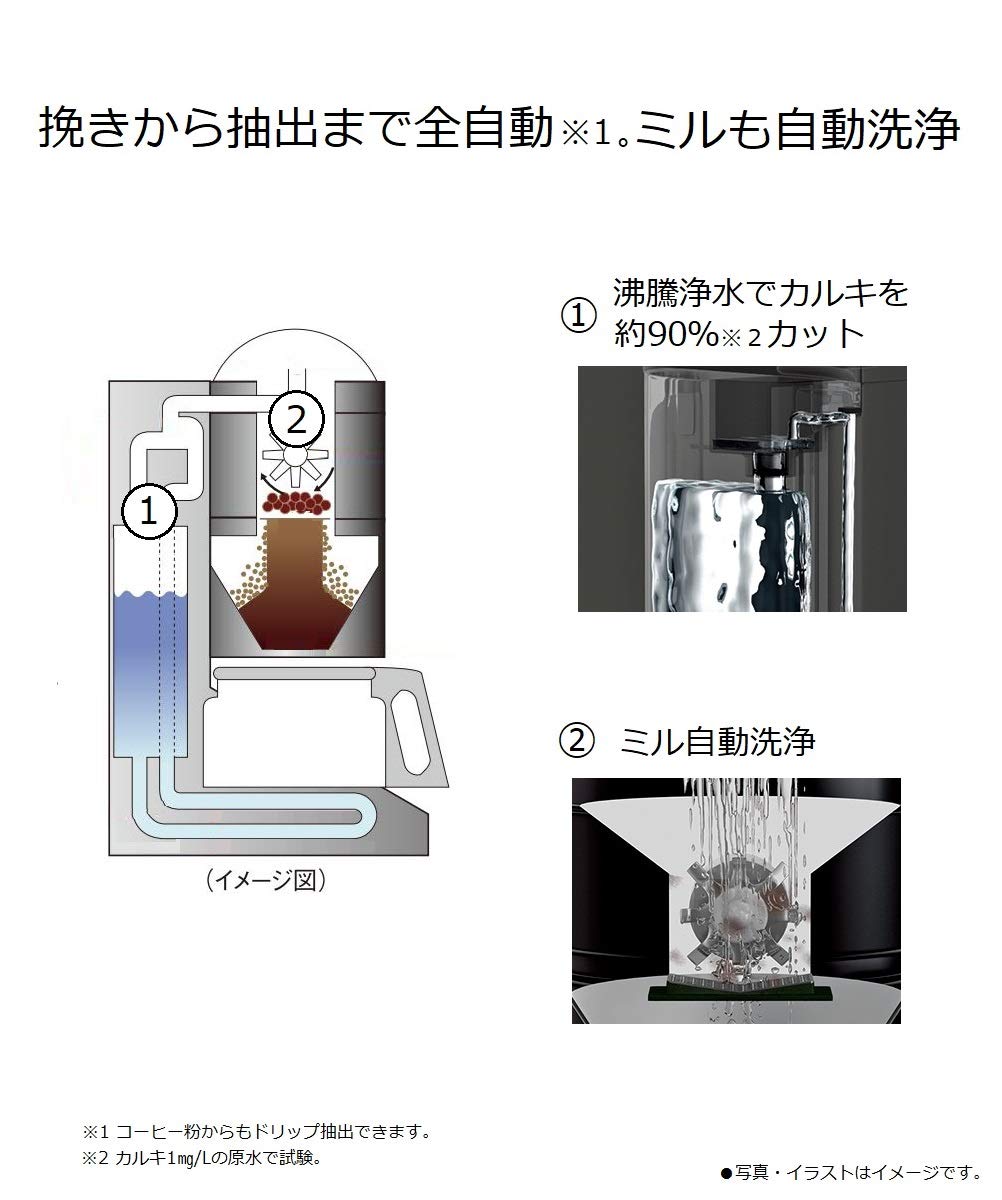 挽きから抽出まで全自動※1。ミルも自動洗浄
① 沸騰浄水でカルキを
約90%※2カット
2
1
(イメージ図)
② ミル自動洗浄
※1 コーヒー粉からもドリップ抽出できます。
※2 カルキ1㎎/Lの原水で試験。
●写真・イラストはイメージです。